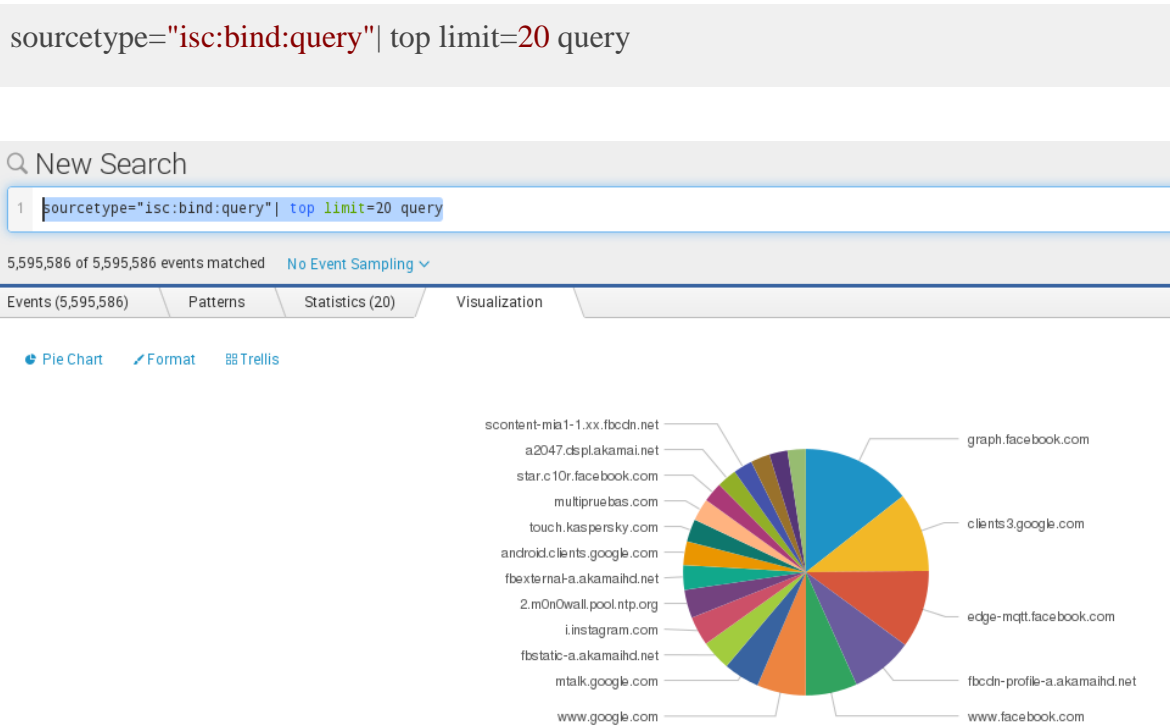 sourcetype="isc:bind:query"| top limit=20 query
New Search
1 sourcetype="isc:bind:query"| top limit=20 query
5,595,586 of 5,595,586 events matched No Event Sampling
Events (5,595,586) Patterns Statistics (20) Visualization
Pie Chart Format Trellis
scontent-mia1-1.xx.fbcdn.net
a2047.dspl.akamai.net
star.c10r.facebook.com
multipruebas.com
touch.kaspersky.com
android.clients.google.com
fbexternal-a.akamaihd.net
2.m0n0wall.pool.ntp.org
i.instagram.com
fbstatic-a.akamaihd.net
mtalk.google.com
www.google.com
graph.facebook.com
clients3.google.com
edge-mqtt.facebook.com
fbcdn-profile-a.akamaihd.net
www.facebook.com